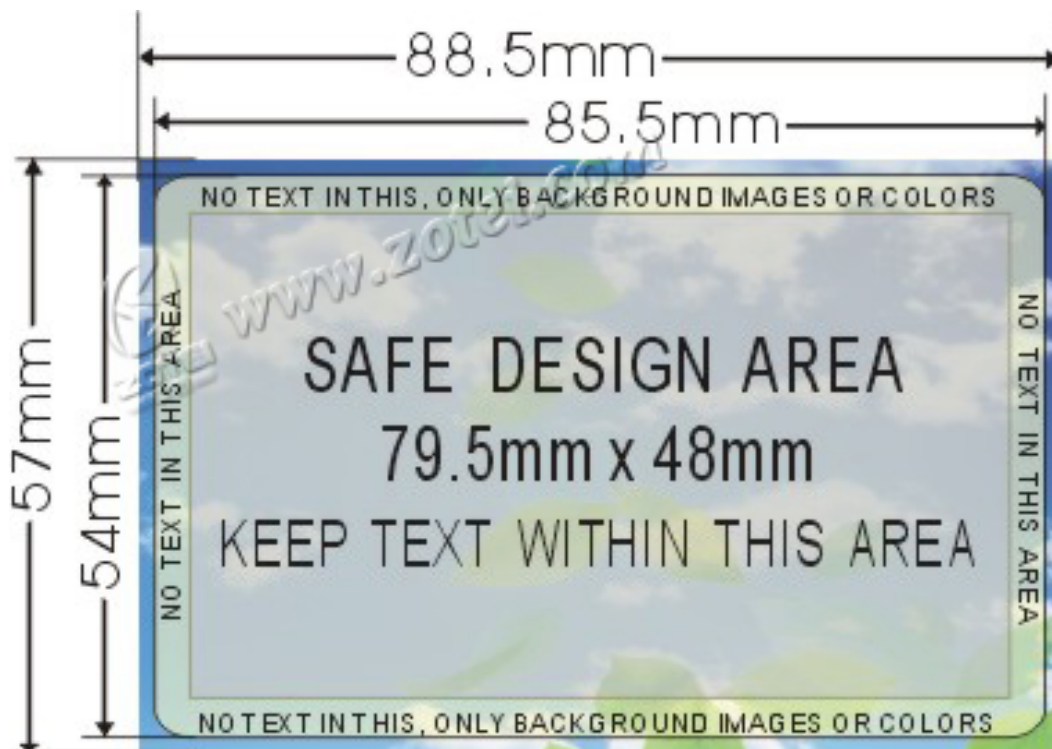 88.5mm
85.5mm
NO TEXT IN THIS, ONLY BACKGROUND IMAGES OR COLORS
www.zotei.com
57mm
54mm
NO TEXT IN THIS AREA
SAFE DESIGN AREA
79.5mm x 48mm
KEEP TEXT WITHIN THIS AREA
NO TEXT IN THIS AREA
NO TEXT IN THIS, ONLY BACKGROUND IMAGES OR COLORS